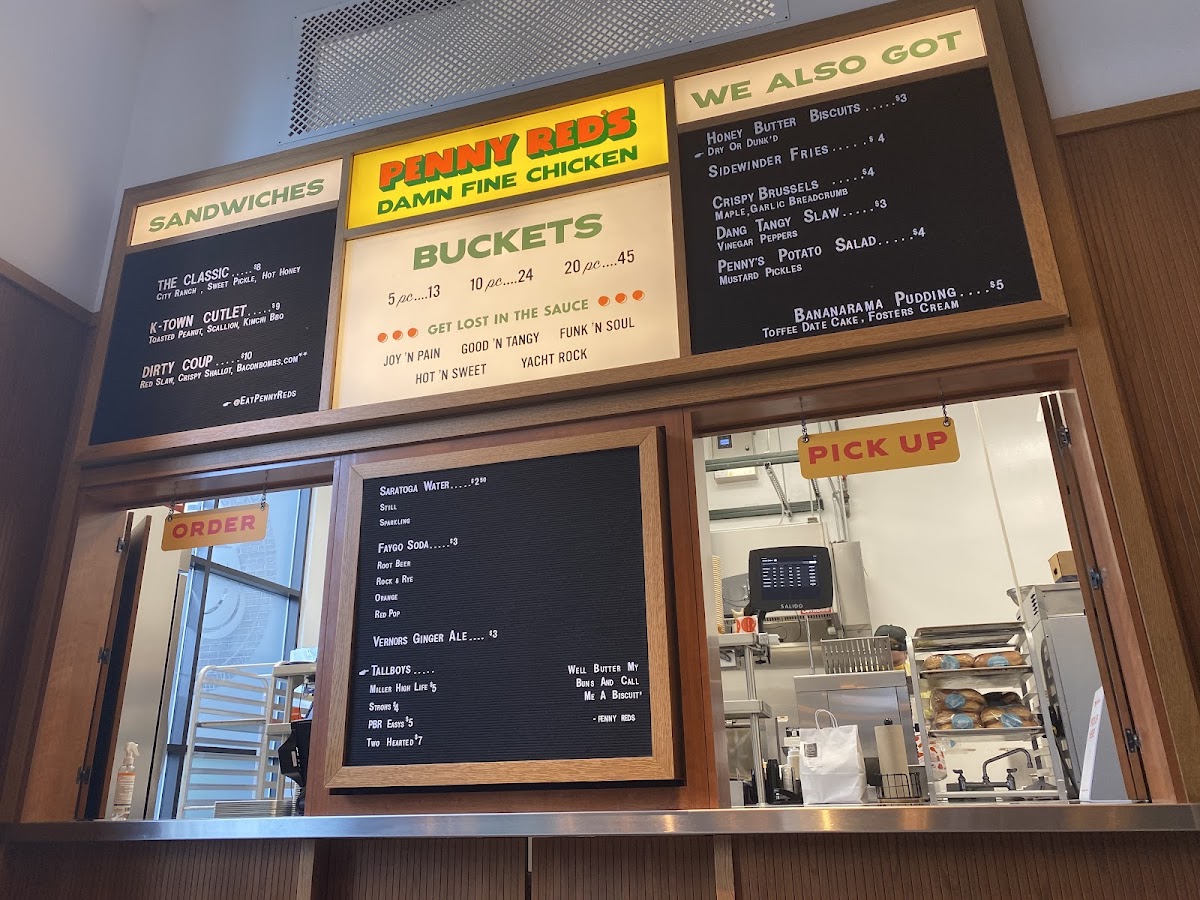 SANDWICHES
THE CLASSIC.....$8
CITY RANCH, SWEET PICKLE, HOT HONEY
K-TOWN CUTLET.....$9
TOASTED PEANUT, SCALLION, KIMCHI BBQ
DIRTY COUP.....$10
RED SLAW, CRISPY SHALLOT, BACONBOMBS.COM**
@EATPENNYREDS
PENNY RED'S
DAMN FINE CHICKEN
BUCKETS
5 pc....13 10 pc....24 20 pc....45
GET LOST IN THE SAUCE
JOY 'N PAIN GOOD 'N TANGY FUNK 'N SOUL
HOT 'N SWEET YACHT ROCK
WE ALSO GOT
HONEY BUTTER BISCUITS.....$3
DRY OR DUNK'D
SIDEWINDER FRIES.....$4
CRISPY BRUSSELS.....$4
MAPLE, GARLIC BREADCRUMB
DANG TANGY SLAW.....$3
VINEGAR PEPPERS
PENNY'S POTATO SALAD.....$4
MUSTARD PICKLES
BANANARAMA PUDDING....$5
TOFFEE DATE CAKE, FOSTERS CREAM
ORDER
PICK UP
SARATOGA WATER.....$2.50
STILL
SPARKLING
FAYGO SODA.....$3
ROOT BEER
ROCK & RYE
ORANGE
RED POP
VERNORS GINGER ALE.... $3
TALLBOYS.....
MILLER HIGH LIFE $5
STROHS $4
PBR EASYS $5
TWO HEARTED $7
WELL BUTTER MY
BUNS AND CALL
ME A BISCUIT'
- PENNY REDS
SALIDO